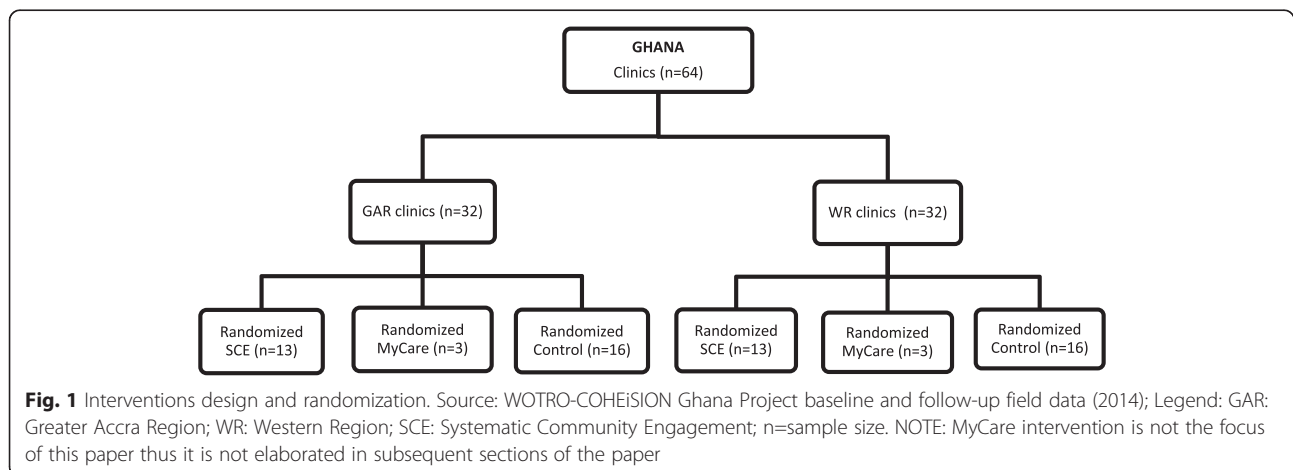 GHANA
Clinics (n=64)
GAR clinics (n=32)
WR clinics (n=32)
Randomized
SCE (n=13)
Randomized
MyCare (n=3)
Randomized
Control (n=16)
Randomized
SCE (n=13)
Randomized
MyCare (n=3)
Randomized
Control (n=16)
Fig. 1 Interventions design and randomization. Source: WOTRO-COHEiSION Ghana Project baseline and follow-up field data (2014); Legend: GAR:
Greater Accra Region; WR: Western Region; SCE: Systematic Community Engagement; n=sample size. NOTE: MyCare intervention is not the focus
of this paper thus it is not elaborated in subsequent sections of the paper